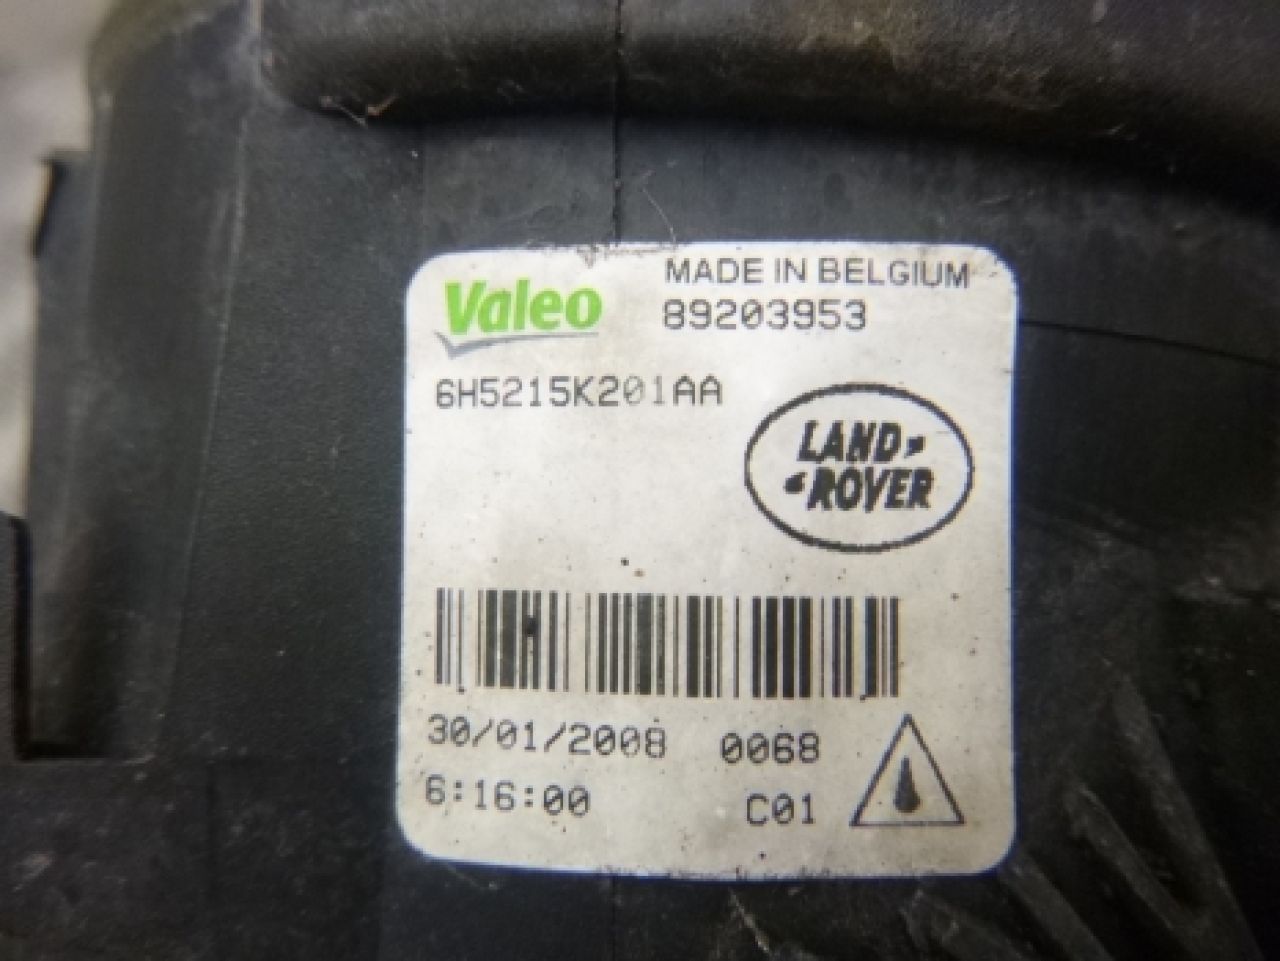 Valeo
MADE IN BELGIUM
89203953
6H5215K201AA
LAND
ROVER
30/01/2008 0068
6:16:00 C01